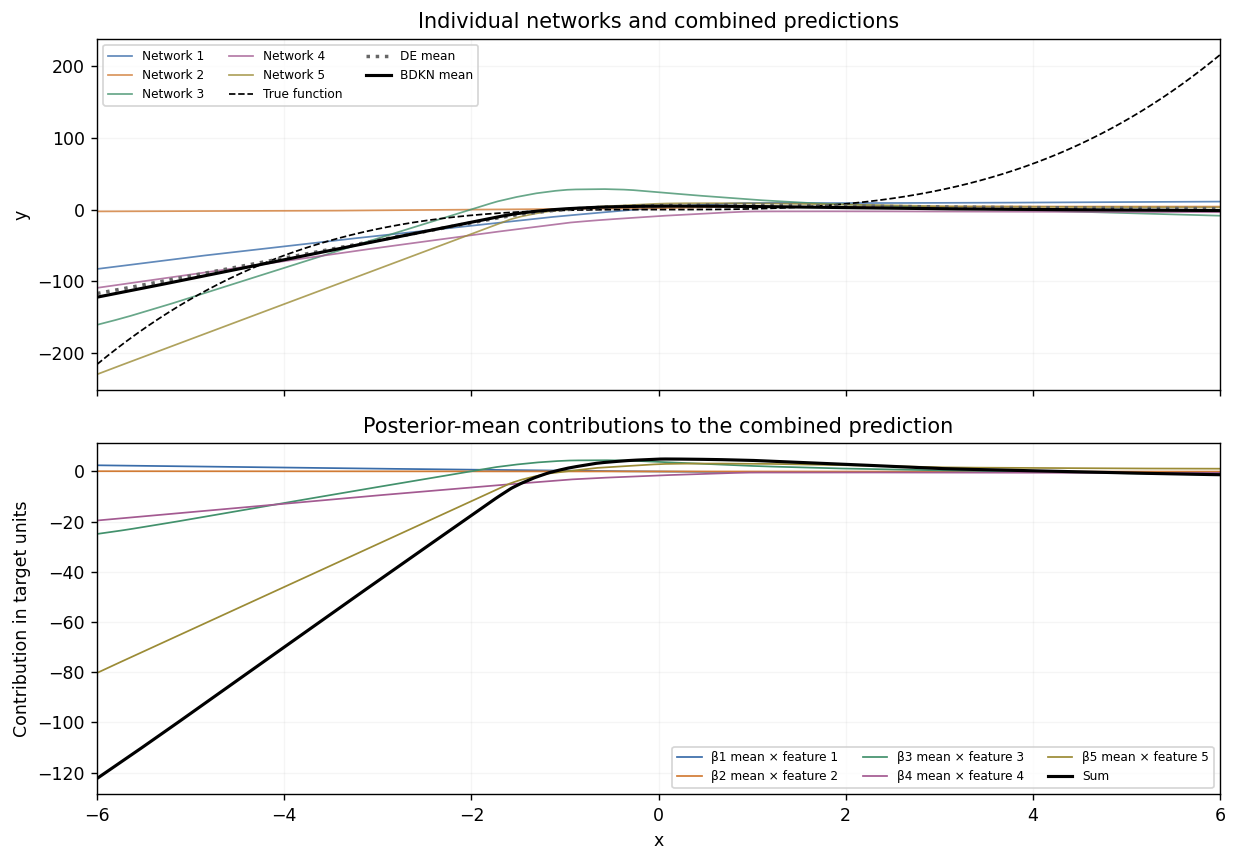 Individual networks and combined predictions
Network 1
Network 2
Network 3
Network 4
Network 5
True function
DE mean
BDKN mean
y
200
100
0
−100
−200
Posterior-mean contributions to the combined prediction
Contribution in target units
0
−20
−40
−60
−80
−100
−120
β1 mean × feature 1
β2 mean × feature 2
β3 mean × feature 3
β4 mean × feature 4
β5 mean × feature 5
Sum
−6
−4
−2
0
2
4
6
x